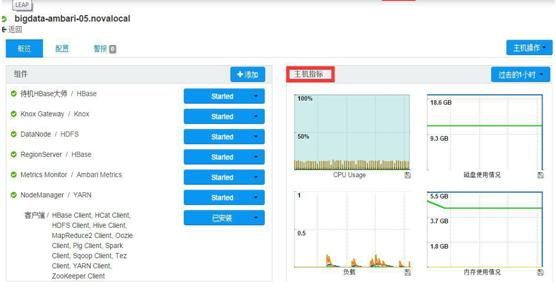 LEAP
bigdata-ambari-05.novalocal
返回
概览 配置 警报 0
主机操作
组件
添加
待机HBase大师 / HBase
Started
Knox Gateway / Knox
Started
DataNode / HDFS
Started
RegionServer / HBase
Started
Metrics Monitor / Ambari Metrics
Started
NodeManager / YARN
Started
客户端 / HBase Client, HCat Client,
HDFS Client, Hive Client,
MapReduce2 Client, Oozie
Client, Pig Client, Spark
Client, Sqoop Client, Tez
Client, YARN Client,
ZooKeeper Client
已安装
主机指标
过去的1小时
100%
50%
CPU Usage
18.6 GB
9.3 GB
磁盘使用情况
1
0.5
负载
5.5 GB
3.7 GB
1.8 GB
内存使用情况